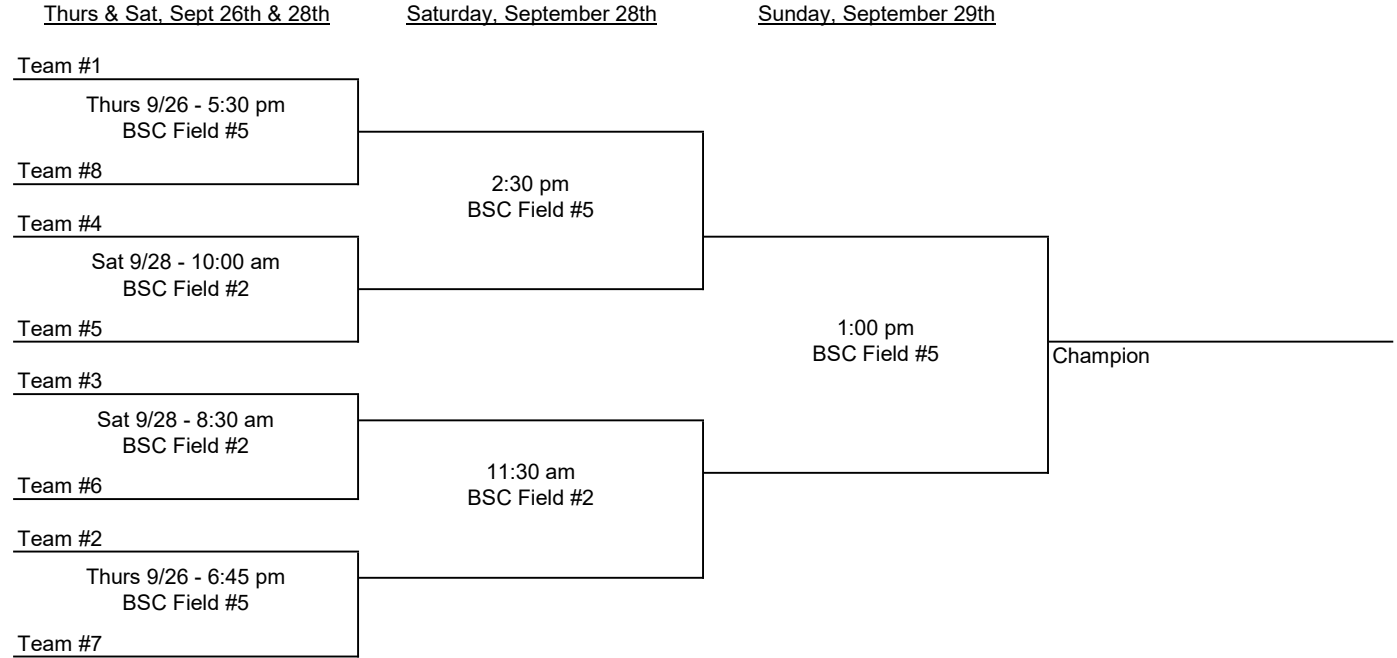 Thurs & Sat, Sept 26th & 28th
Saturday, September 28th
Sunday, September 29th
Team #1
Thurs 9/26 - 5:30 pm
BSC Field #5
Team #8
2:30 pm
BSC Field #5
Team #4
Sat 9/28 - 10:00 am
BSC Field #2
Team #5
1:00 pm
BSC Field #5
Champion
Team #3
Sat 9/28 - 8:30 am
BSC Field #2
Team #6
11:30 am
BSC Field #2
Team #2
Thurs 9/26 - 6:45 pm
BSC Field #5
Team #7